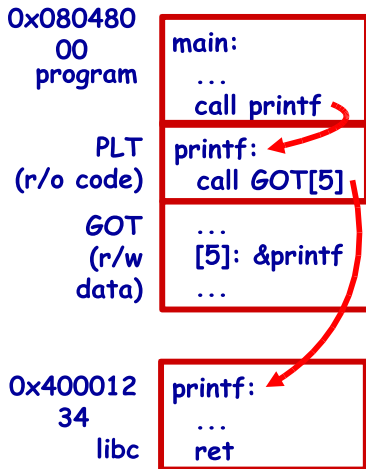 0x080480
00
program
main:
...
call printf
PLT
(r/o code)
printf:
call GOT[5]
GOT
(r/w
data)
...
[5]: &printf
...
0x400012
34
libc
printf:
...
ret